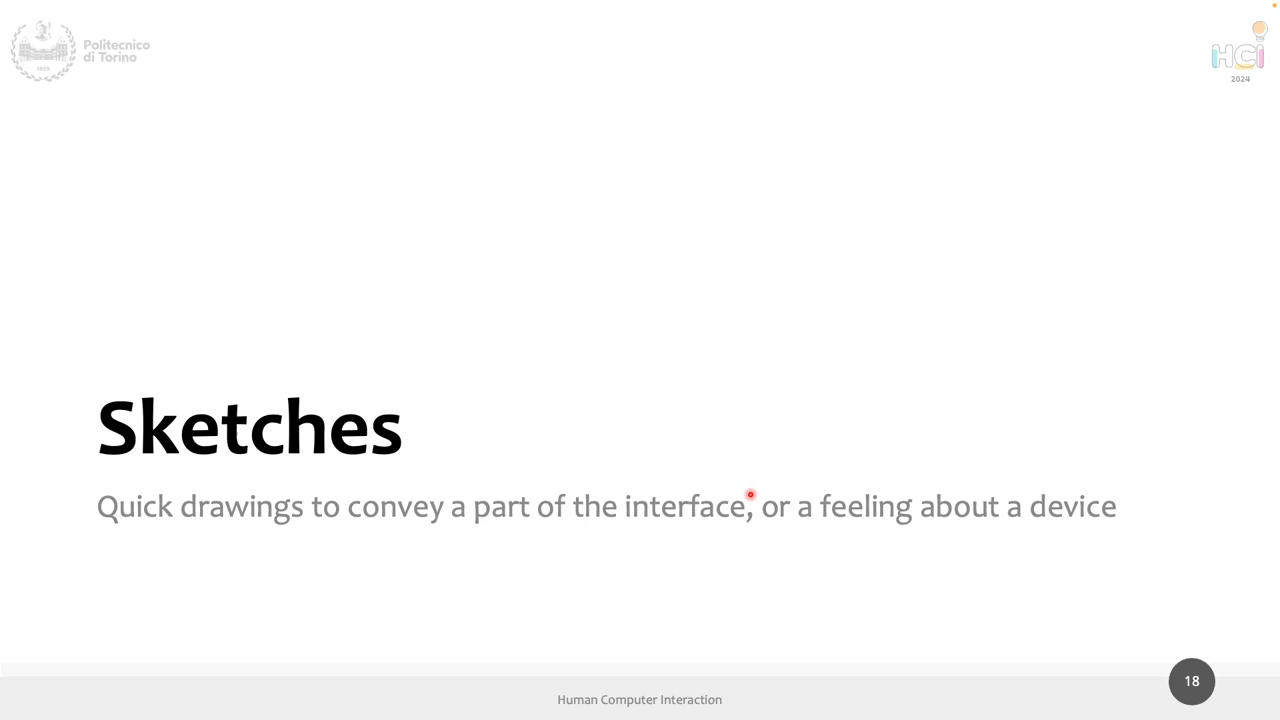 Politecnico
di Torino
1859
HCI
2024
Sketches
Quick drawings to convey a part of the interface, or a feeling about a device
Human Computer Interaction
18